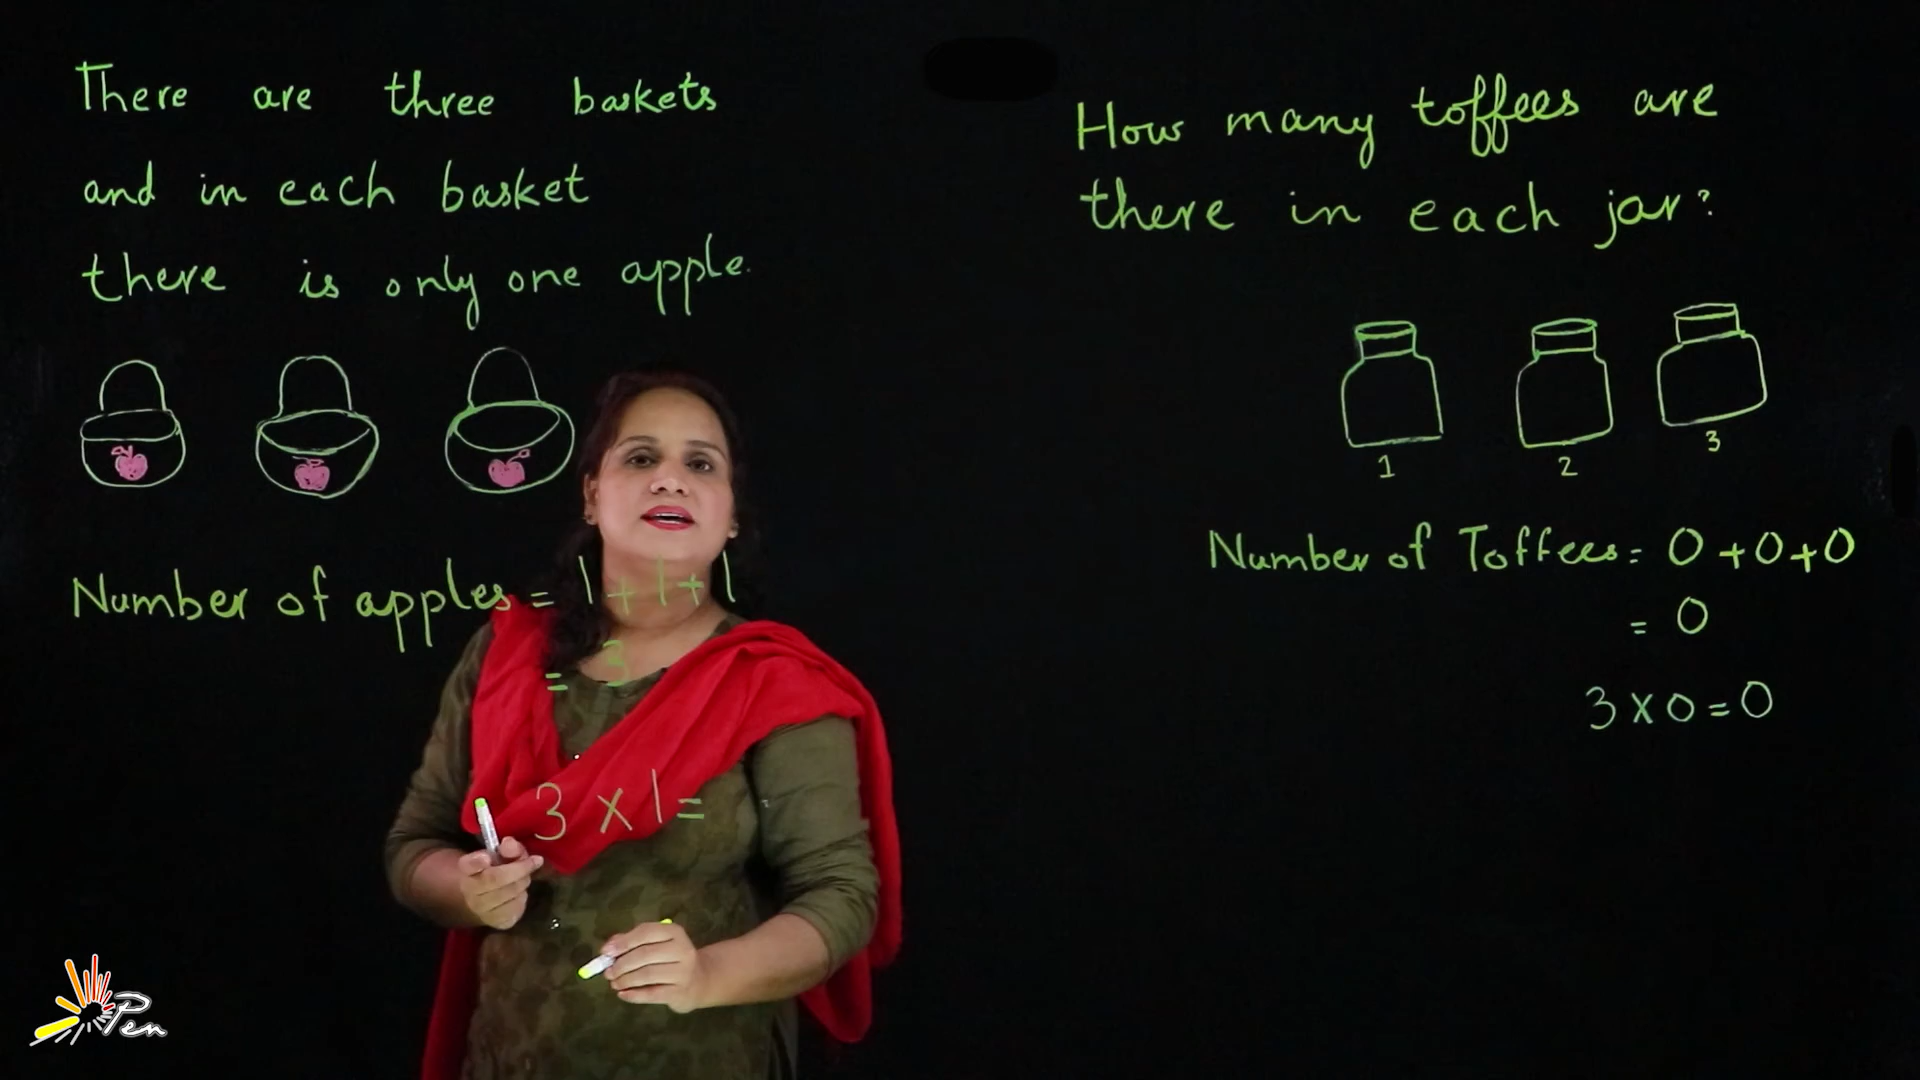 There are three baskets
and in each basket
there is only one apple.
Number of apples = 1 + 1 + 1
= 3
3 x 1 =
How many toffees are
there in each jar?
1 2 3
Number of Toffees = 0 + 0 + 0
= 0
3 x 0 = 0
Pen